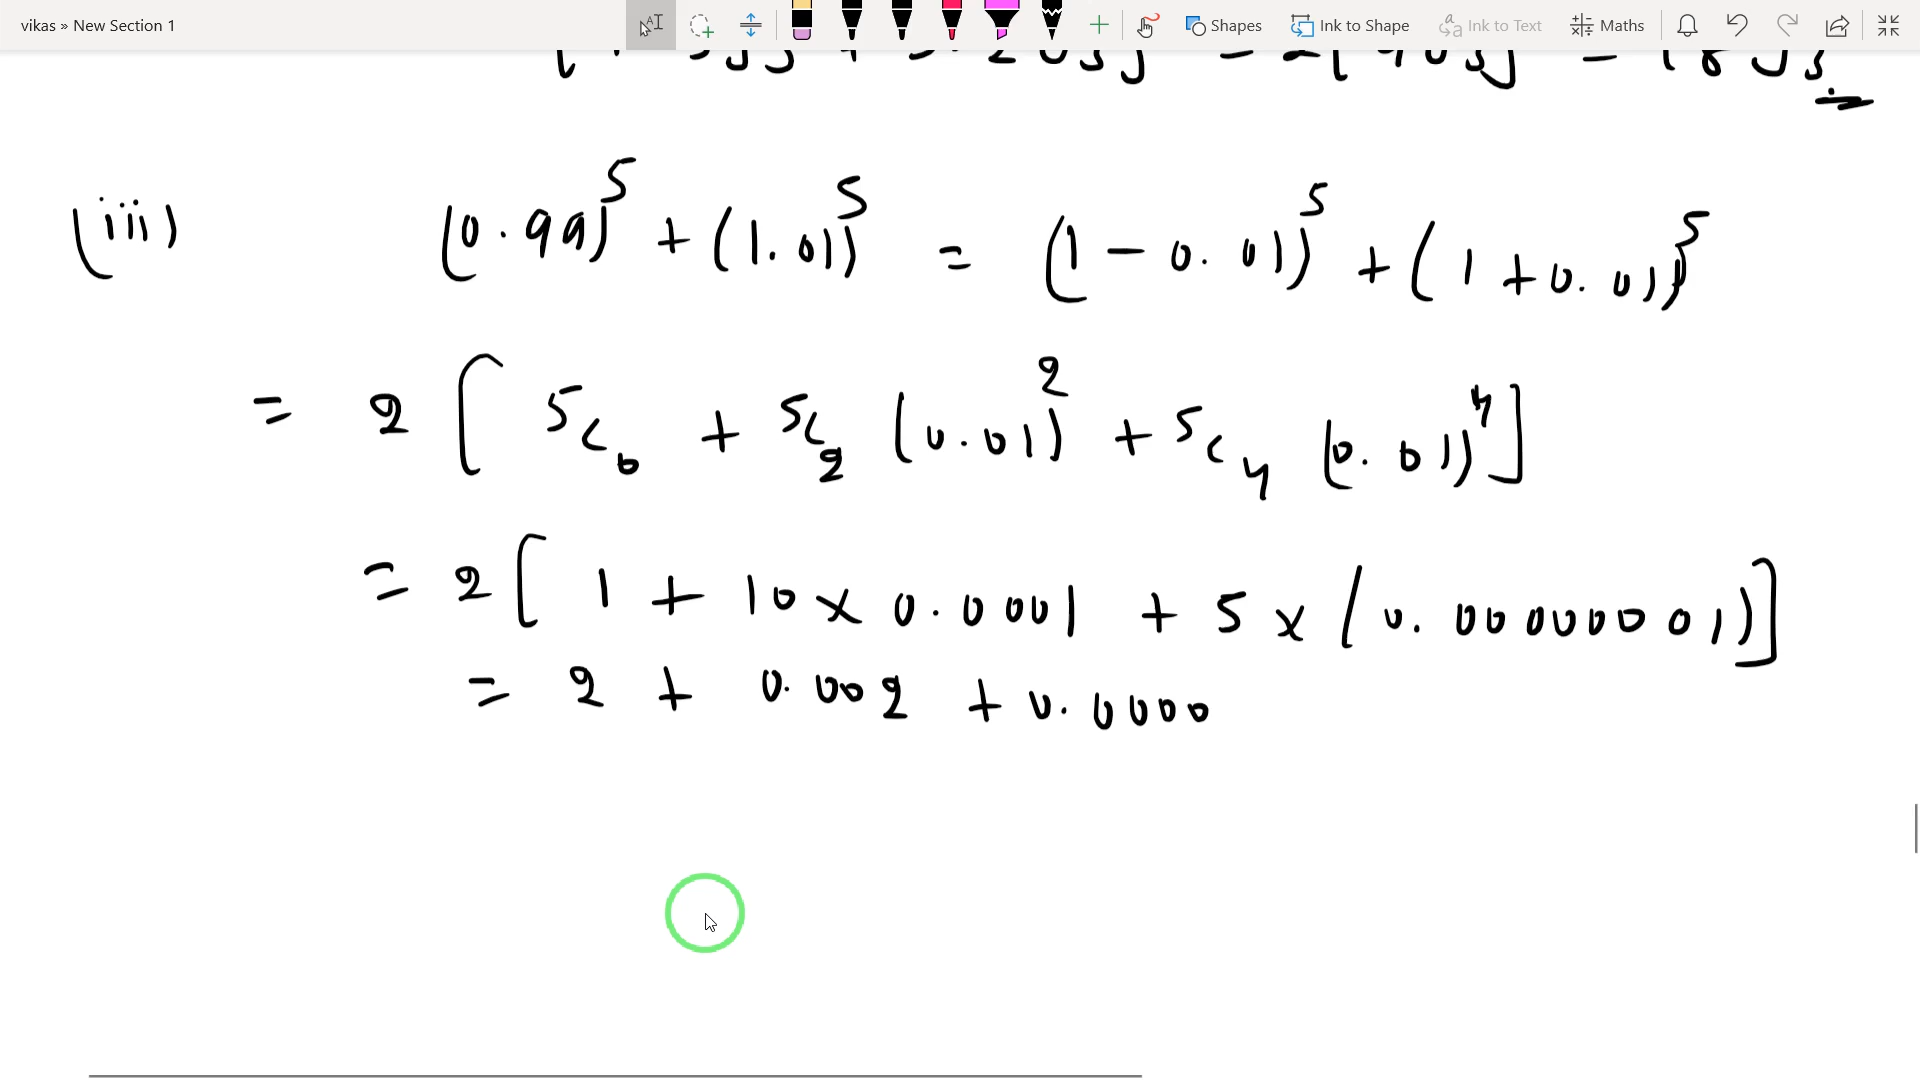 vikas » New Section 1 Shapes Ink to Shape Ink to Text Maths
(iii) (0.99)^5 + (1.01)^5 = (1 - 0.01)^5 + (1 + 0.01)^5
= 2 [ 5c0 + 5c2 (0.01)^2 + 5c4 (0.01)^4 ]
= 2 [ 1 + 10 x 0.0001 + 5 x (0.00000001) ]
= 2 + 0.002 + 0.0000